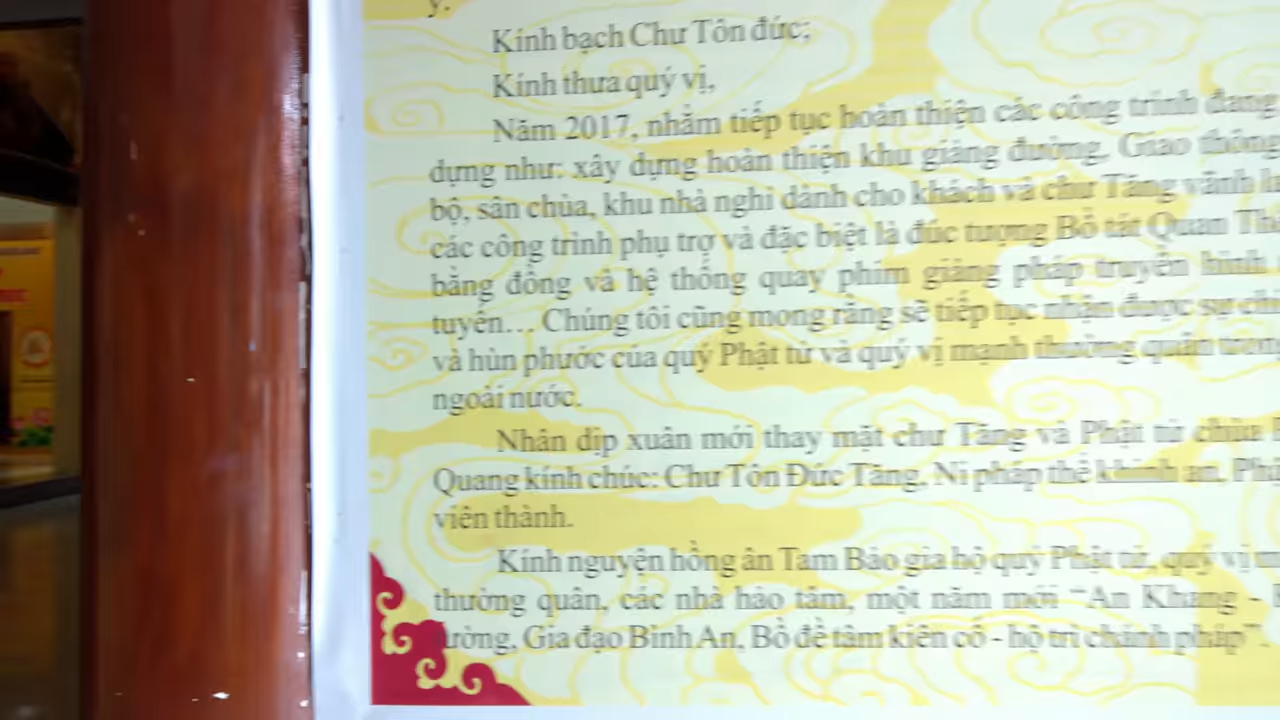 y.
Kính bạch Chư Tôn đức;
Kính thưa quý vị,
Năm 2017, nhằm tiếp tục hoàn thiện các công trình đang
dựng như: xây dựng hoàn thiện khu giảng đường, Giao thông
bộ, sân chùa, khu nhà nghỉ dành cho khách và chư Tăng vãnh
các công trình phụ trợ và đặc biệt là đúc tượng Bồ tát Quan
bằng đồng và hệ thống quay phim giảng pháp truyền hình
tuyến... Chúng tôi cũng mong rằng sẽ tiếp tục nhận được sự
và hùn phước của quý Phật tử và quý vị mạnh thường quân trong
ngoài nước.
Nhân dịp xuân mới thay mặt chư Tăng và Phật tử chùa
Quang kính chúc: Chư Tôn Đức Tăng, Ni pháp thể khinh an,
viên thành.
Kính nguyện hồng ân Tam Bảo gia hộ quý Phật tử, quý vị
thường quân, các nhà hảo tâm, một năm mới “An Khang -
tường, Gia đạo Bình An, Bồ đề tâm kiên cố - hộ trì chánh pháp”.